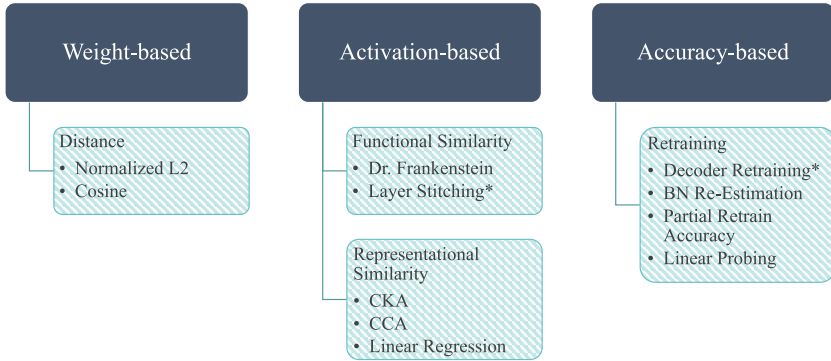 Weight-based
Distance
• Normalized L2
• Cosine
Activation-based
Functional Similarity
• Dr. Frankenstein
• Layer Stitching*
Representational
Similarity
• CKA
• CCA
• Linear Regression
Accuracy-based
Retraining
• Decoder Retraining*
• BN Re-Estimation
• Partial Retrain
Accuracy
• Linear Probing